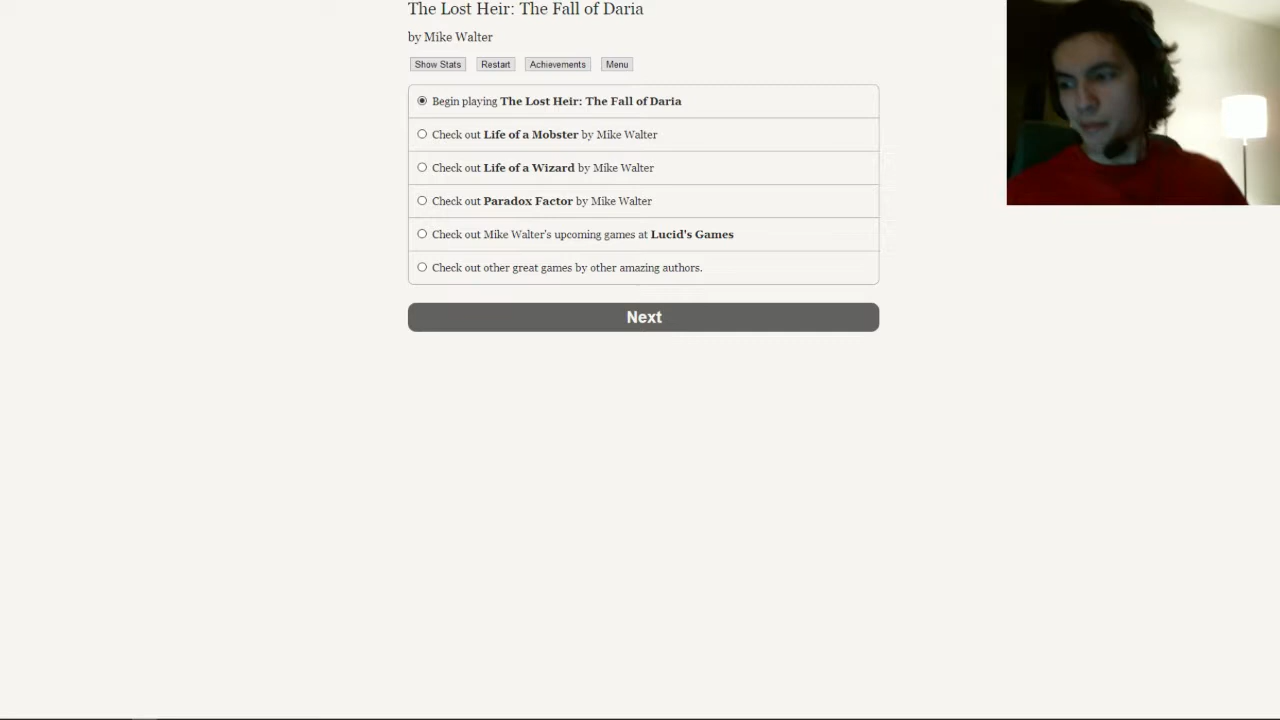 The Lost Heir: The Fall of Daria
by Mike Walter
Show Stats Restart Achievements Menu
Begin playing The Lost Heir: The Fall of Daria
Check out Life of a Mobster by Mike Walter
Check out Life of a Wizard by Mike Walter
Check out Paradox Factor by Mike Walter
Check out Mike Walter's upcoming games at Lucid's Games
Check out other great games by other amazing authors.
Next